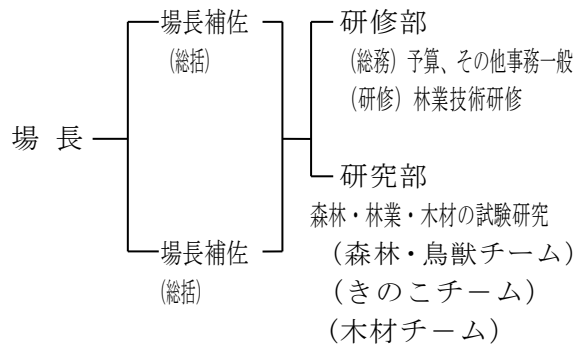 場長補佐
(総括)
研修部
(総務) 予算、その他事務一般
(研修) 林業技術研修
場 長
研究部
森林・林業・木材の試験研究
(森林・鳥獣チーム)
(きのこチーム)
(木材チーム)
場長補佐
(総括)